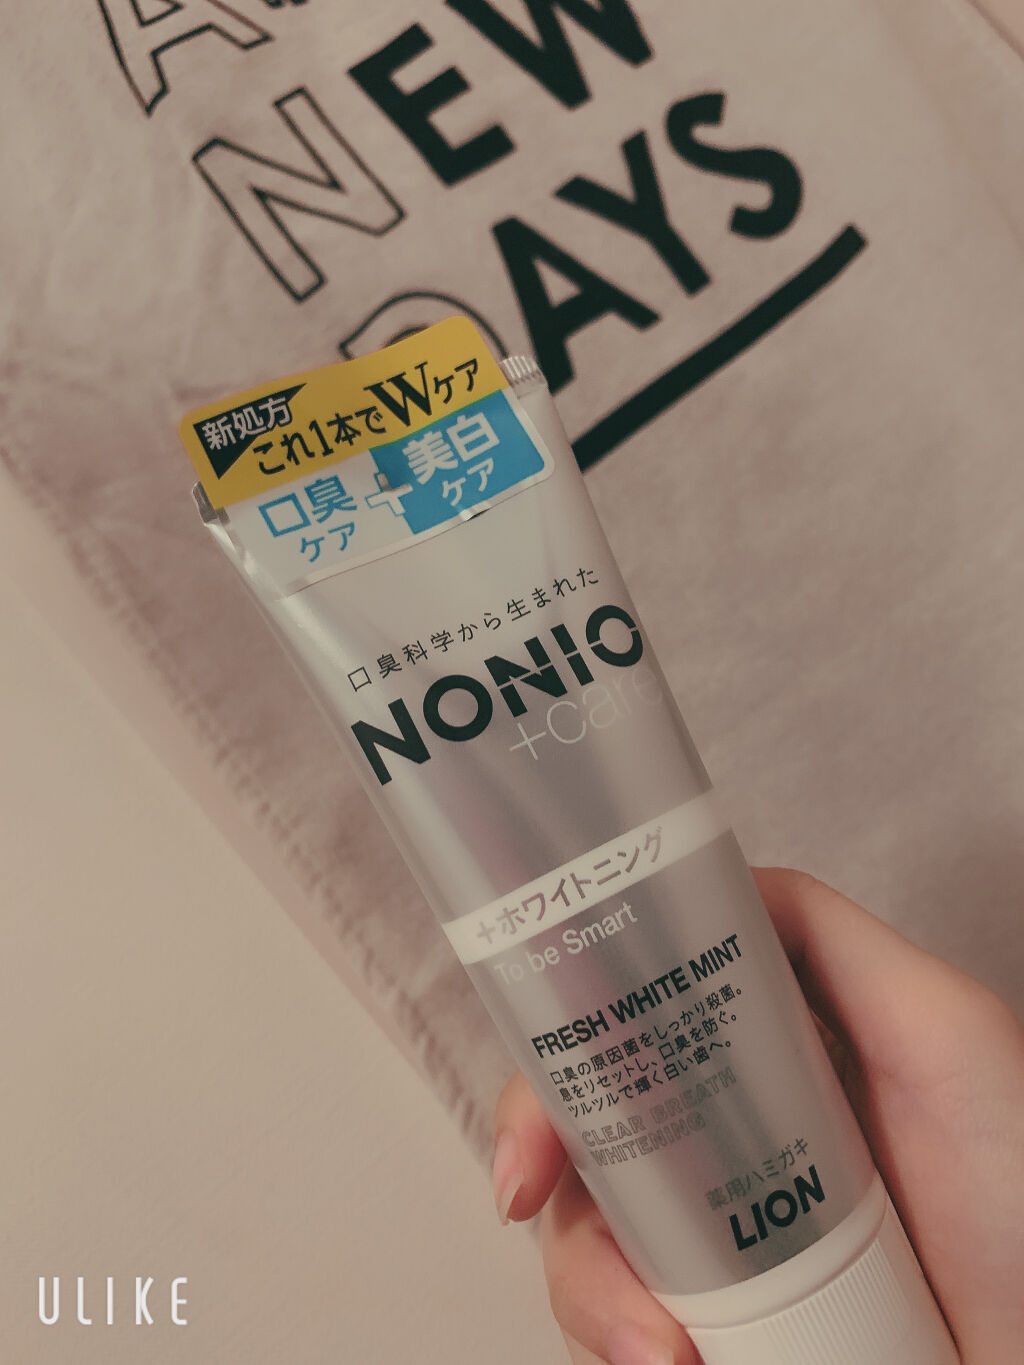 NEW
DAYS
新処方
これ1本でWケア
口臭ケア+美白ケア
口臭科学から生まれた
NONIO
+care
+ホワイトニング
To be Smart
FRESH WHITE MINT
口臭の原因菌をしっかり殺菌。
息をリセットし、口臭を防ぐ。
ツルツルで輝く白い歯へ。
CLEAR BREATH
WHITENING
薬用ハミガキ
LION
ULIKE